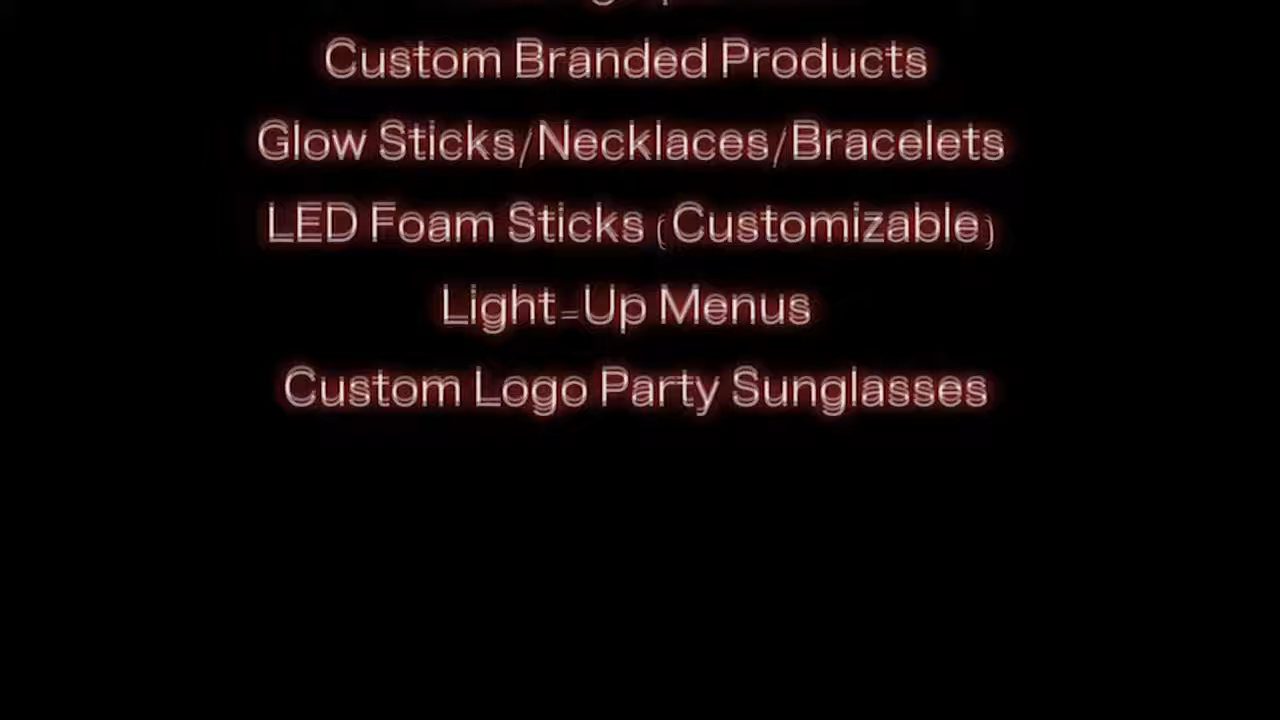 Custom Branded Products
Glow Sticks/Necklaces/Bracelets
LED Foam Sticks (Customizable)
Light-Up Menus
Custom Logo Party Sunglasses